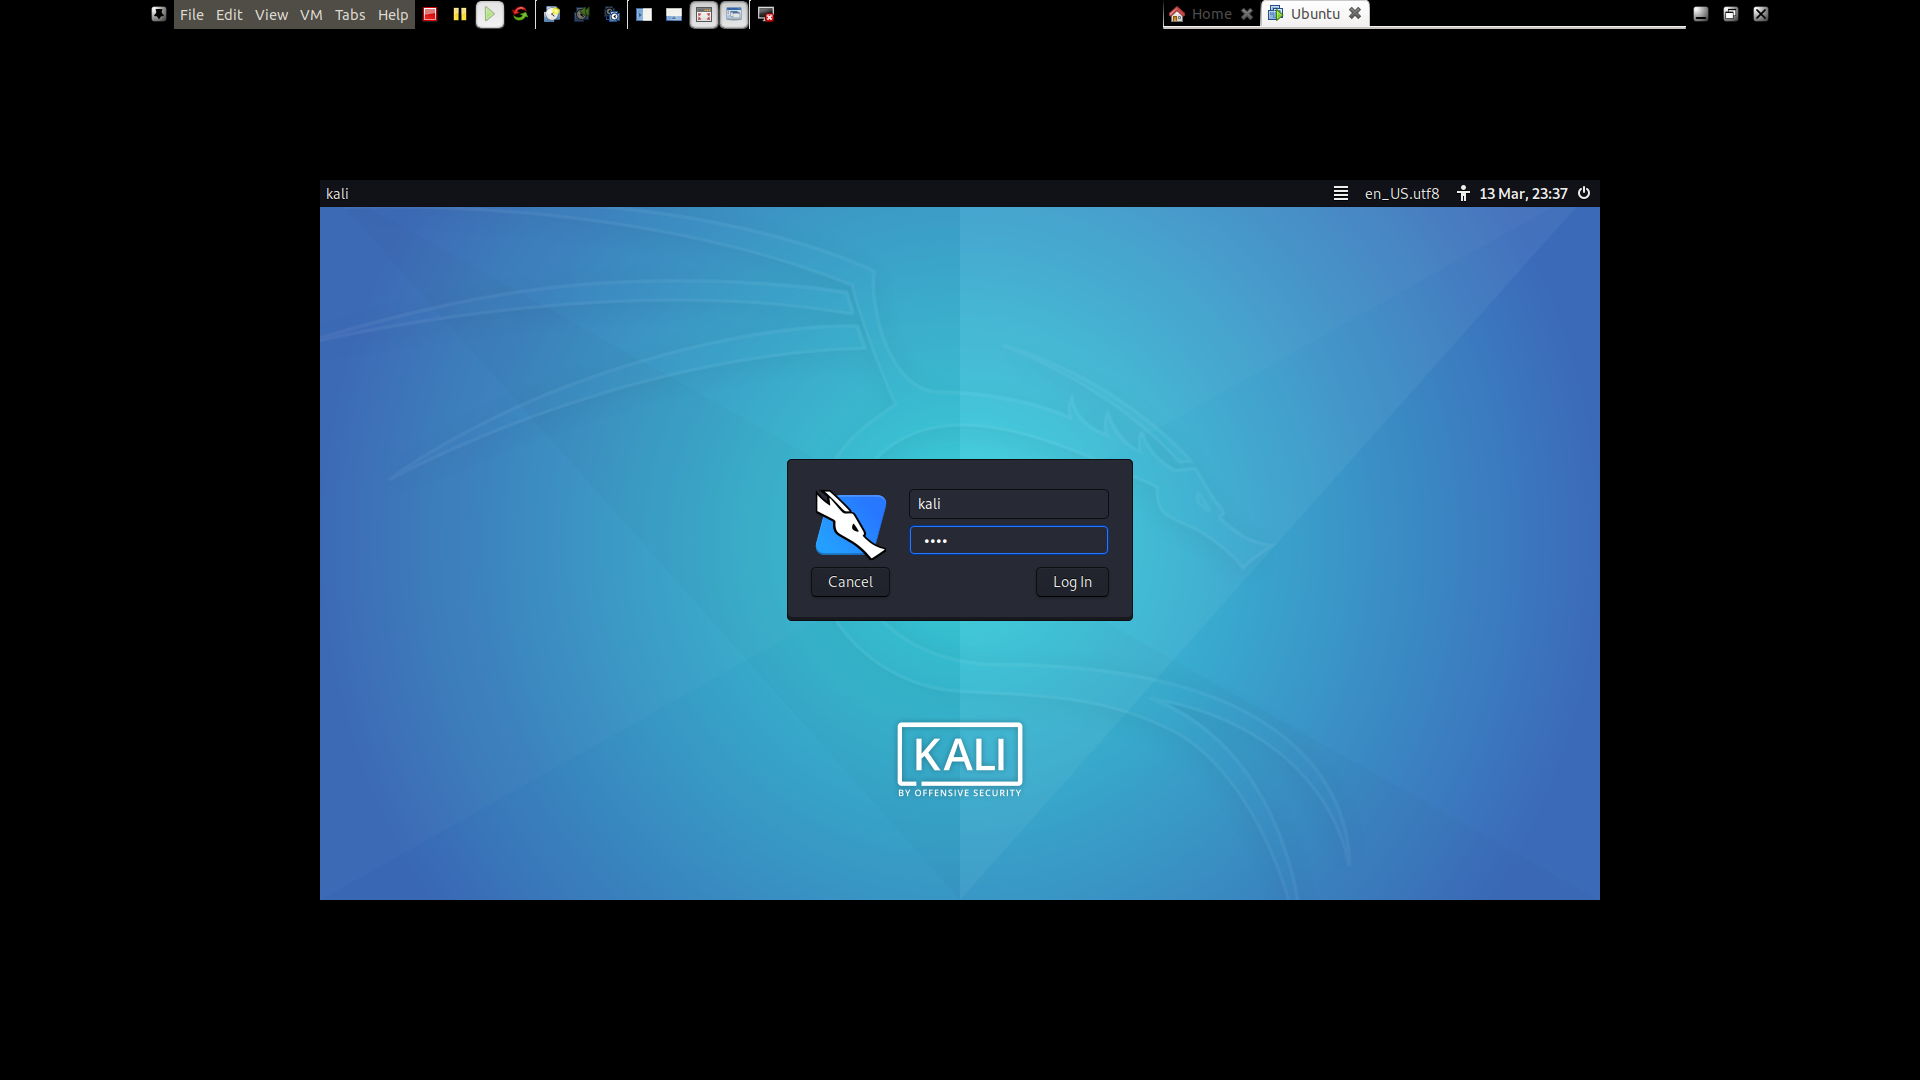 File Edit View VM Tabs Help
Home
Ubuntu
kali
en_US.utf8
13 Mar, 23:37
kali
••••
Cancel
Log In
KALI
BY OFFENSIVE SECURITY